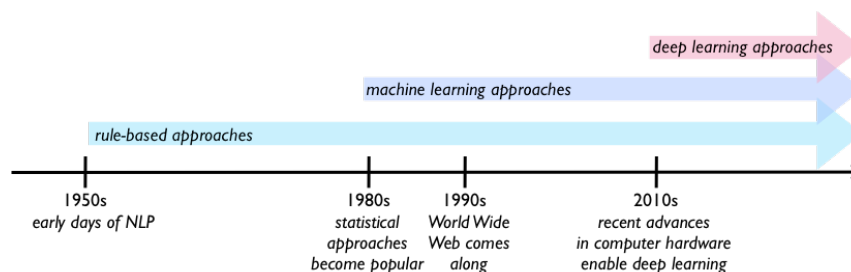 deep learning approaches
machine learning approaches
rule-based approaches
1950s
early days of NLP
1980s
statistical
approaches
become popular
1990s
World Wide
Web comes
along
2010s
recent advances
in computer hardware
enable deep learning